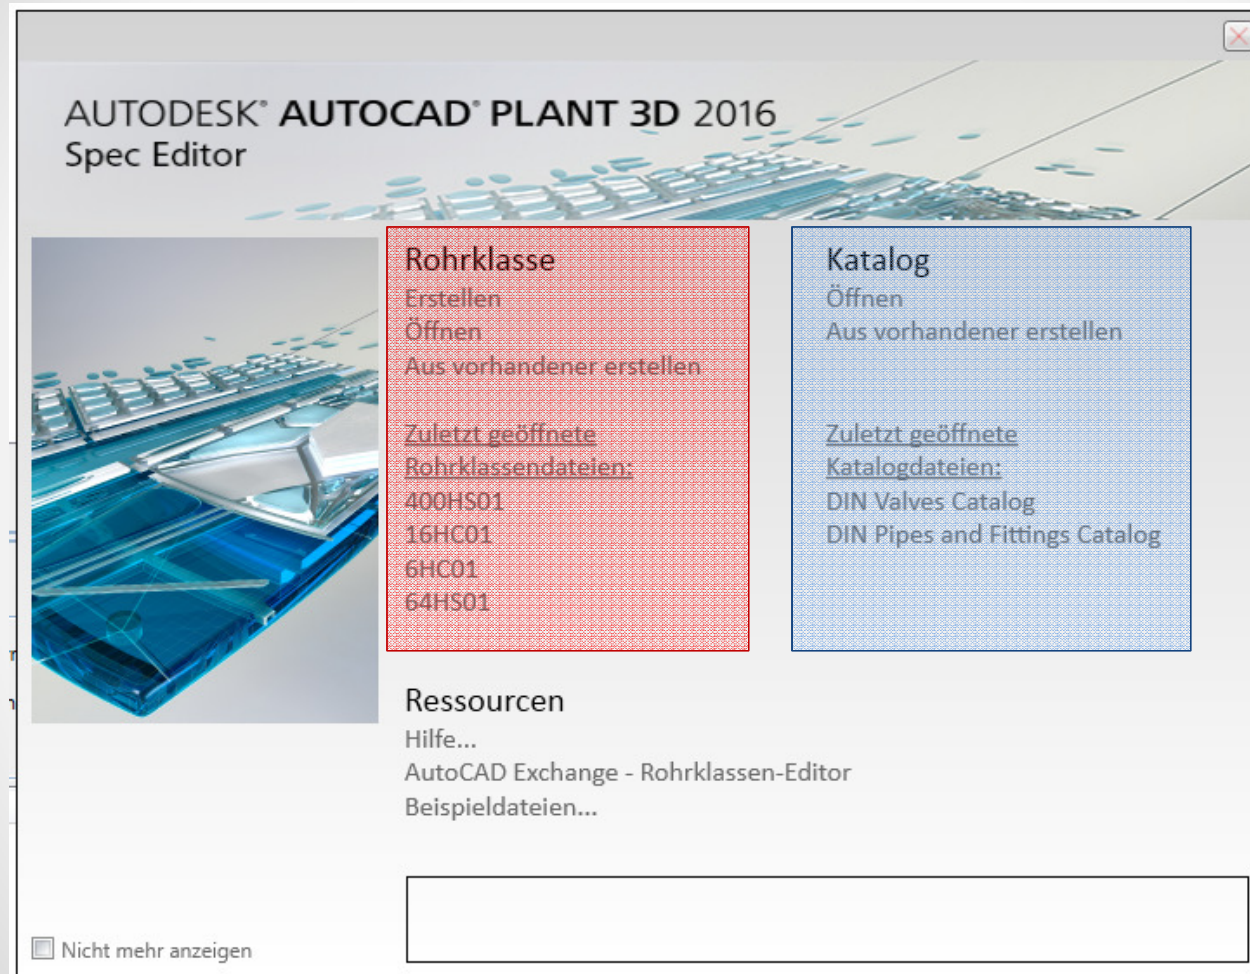 AUTODESK® AUTOCAD® PLANT 3D 2016
Spec Editor
Rohrklasse
Erstellen
Öffnen
Aus vorhandener erstellen
Zuletzt geöffnete
Rohrklassendateien:
400HS01
16HC01
6HC01
64HS01
Katalog
Öffnen
Aus vorhandener erstellen
Zuletzt geöffnete
Katalogdateien:
DIN Valves Catalog
DIN Pipes and Fittings Catalog
Ressourcen
Hilfe...
AutoCAD Exchange - Rohrklassen-Editor
Beispieldateien...
Nicht mehr anzeigen